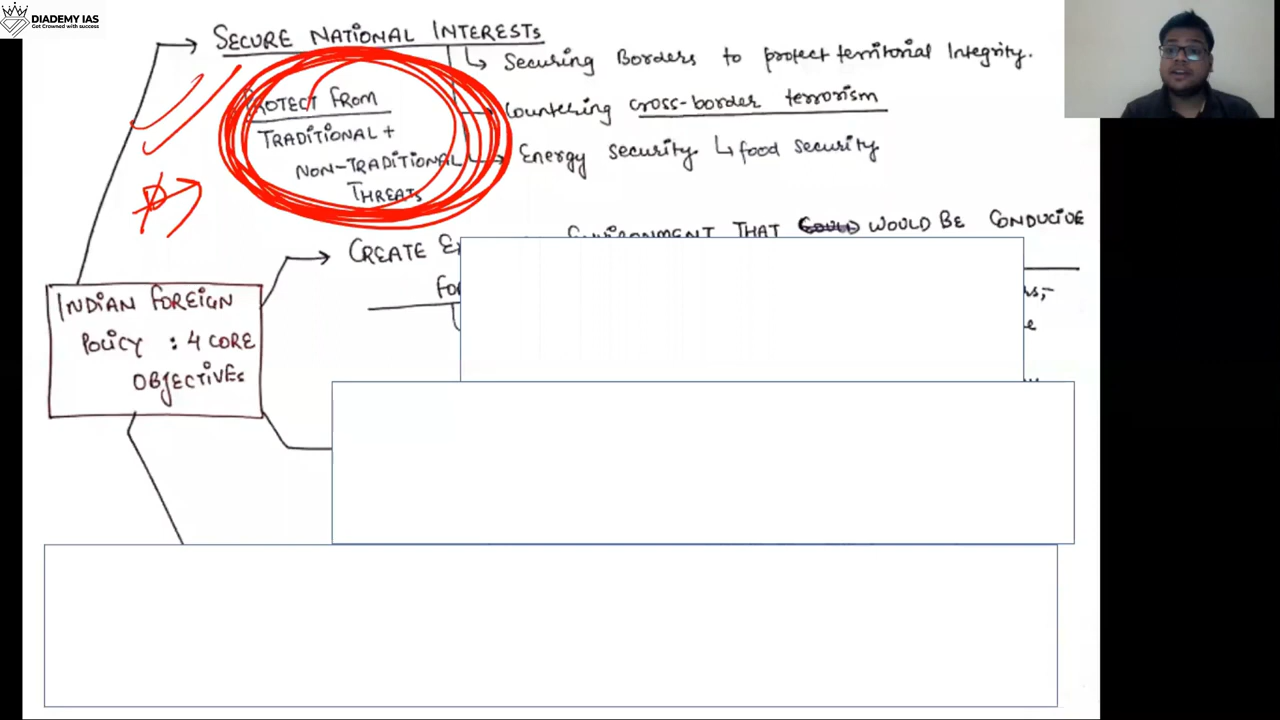 DIADEMY IAS
Get Crowned with success
SECURE NATIONAL INTERESTS
Securing Borders to protect territorial Integrity.
PROTECT FROM
TRADITIONAL +
NON-TRADITIONAL
THREATS
Countering cross-border terrorism
Energy security. food security
CREATE
ENVIRONMENT THAT COULD WOULD BE CONDUCIVE
INDIAN FOREIGN
POLICY : 4 CORE
OBJECTIVES